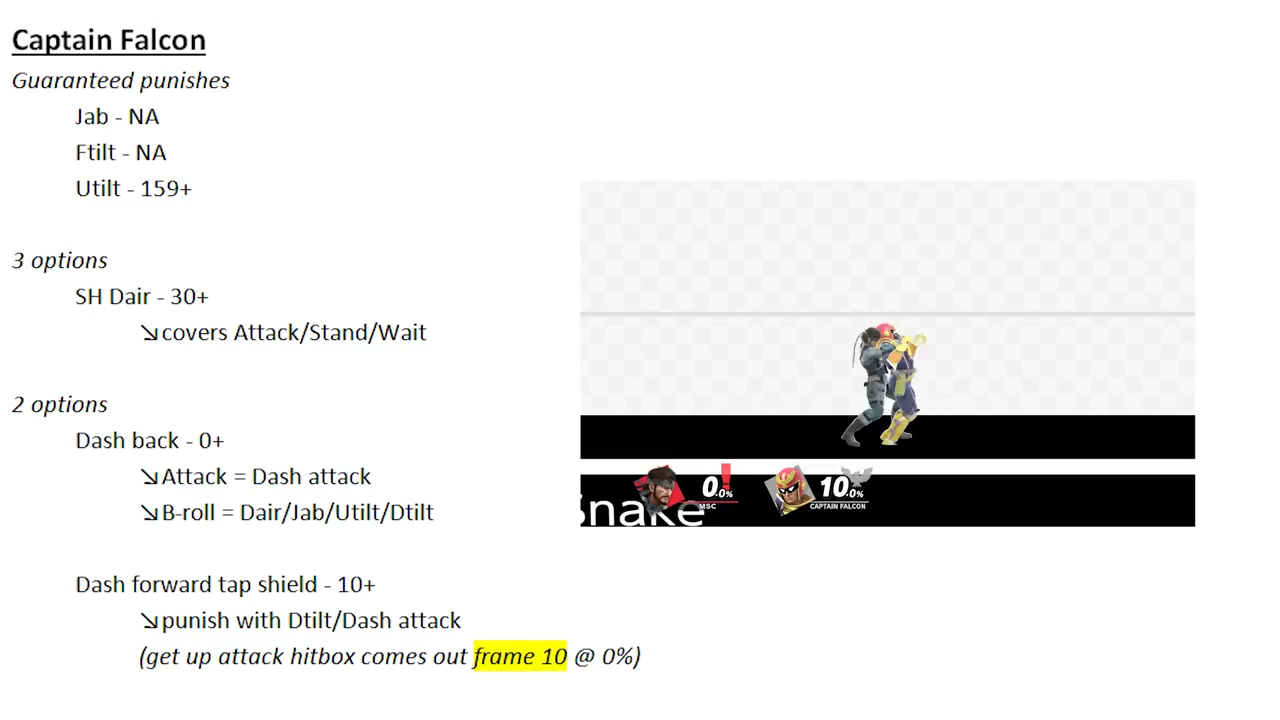 Captain Falcon
Guaranteed punishes
Jab - NA
Ftilt - NA
Utilt - 159+
3 options
SH Dair - 30+
↘covers Attack/Stand/Wait
2 options
Dash back - 0+
↘Attack = Dash attack
↘B-roll = Dair/Jab/Utilt/Dtilt
Dash forward tap shield - 10+
↘punish with Dtilt/Dash attack
(get up attack hitbox comes out frame 10 @ 0%)
0.0%
MSC
10.0%
CAPTAIN FALCON
Snake